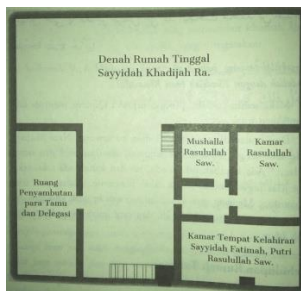 Denah Rumah Tinggal
Sayyidah Khadijah Ra.
Mushalla
Rasulullah
Saw.
Kamar
Rasulullah
Saw.
Ruang
Penyambutan
para Tamu
dan Delegasi
Kamar Tempat Kelahiran
Sayyidah Fatimah, Putri
Rasulullah Saw.